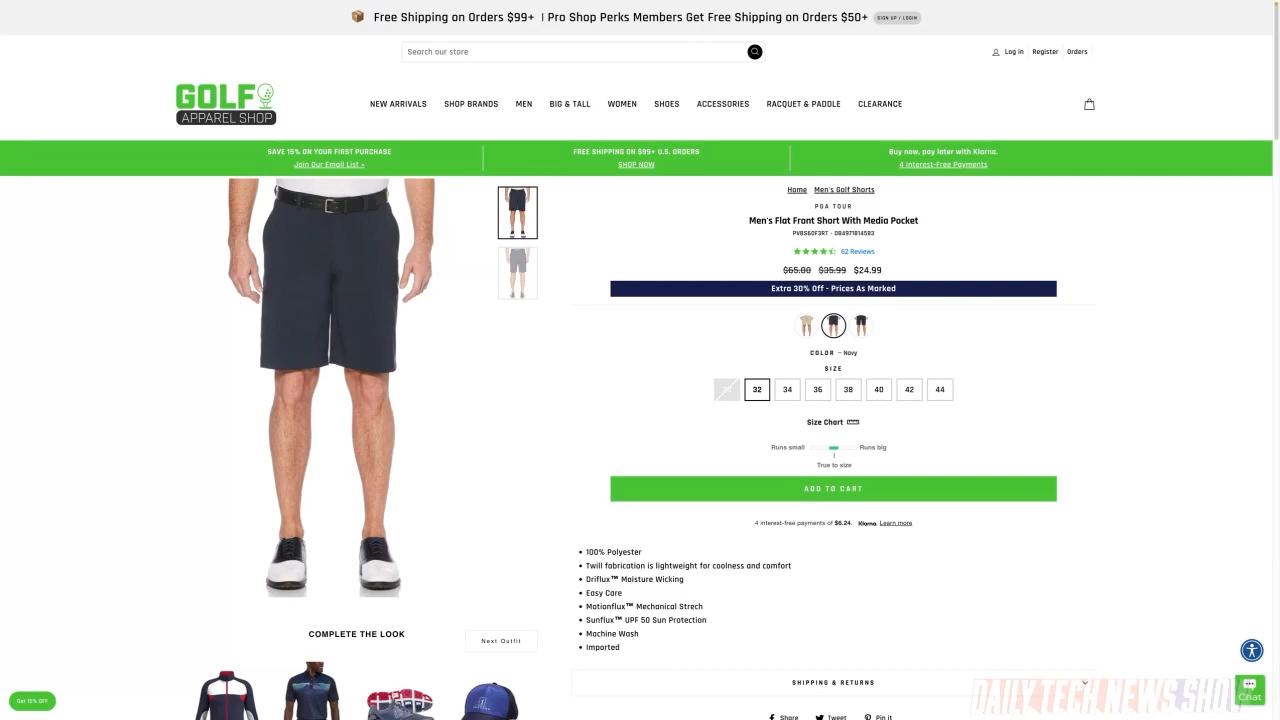 Free Shipping on Orders $99+ | Pro Shop Perks Members Get Free Shipping on Orders $50+ SIGN UP / LOGIN
Search our store
Log in Register Orders
GOLF
APPAREL SHOP
NEW ARRIVALS SHOP BRANDS MEN BIG & TALL WOMEN SHOES ACCESSORIES RACQUET & PADDLE CLEARANCE
SAVE 15% ON YOUR FIRST PURCHASE
Join Our Email List »
FREE SHIPPING ON $99+ U.S. ORDERS
SHOP NOW
Buy now, pay later with Klarna.
4 Interest-Free Payments
Home Men's Golf Shorts
PGA TOUR
Men's Flat Front Short With Media Pocket
PVBS60F3RT - 084971814583
62 Reviews
$65.00 $35.99 $24.99
Extra 30% Off - Prices As Marked
COLOR — Navy
SIZE
32 34 36 38 40 42 44
Size Chart
Runs small Runs big
True to size
ADD TO CART
4 interest-free payments of $6.24. Klarna. Learn more
• 100% Polyester
• Twill fabrication is lightweight for coolness and comfort
• Driflux™ Moisture Wicking
• Easy Care
• Motionflux™ Mechanical Strech
• Sunflux™ UPF 50 Sun Protection
• Machine Wash
• Imported
COMPLETE THE LOOK
Next Outfit
SHIPPING & RETURNS
Share Tweet Pin it
Get 15% OFF
Chat
DAILYTECHNEWS.SHOP